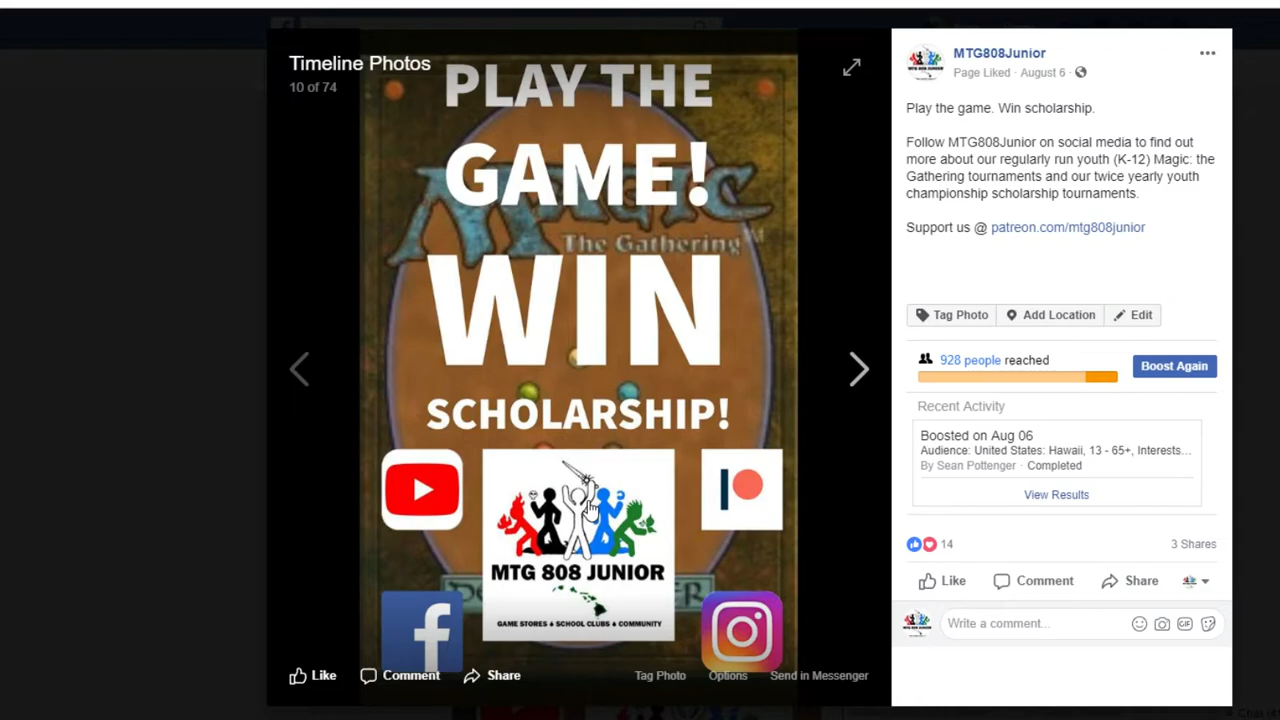 Timeline Photos
10 of 74
PLAY THE
GAME!
MAGIC
The Gathering™
WIN
SCHOLARSHIP!
MTG 808 JUNIOR
GAME STORES ♦ SCHOOL CLUBS ♦ COMMUNITY
Like Comment Share
Tag Photo Options Send in Messenger
MTG808Junior
Page Liked · August 6 ·
Play the game. Win scholarship.
Follow MTG808Junior on social media to find out
more about our regularly run youth (K-12) Magic: the
Gathering tournaments and our twice yearly youth
championship scholarship tournaments.
Support us @ patreon.com/mtg808junior
Tag Photo Add Location Edit
928 people reached
Boost Again
Recent Activity
Boosted on Aug 06
Audience: United States: Hawaii, 13 - 65+, Interests...
By Sean Pottenger · Completed
View Results
14 3 Shares
Like Comment Share
Write a comment...
GIF